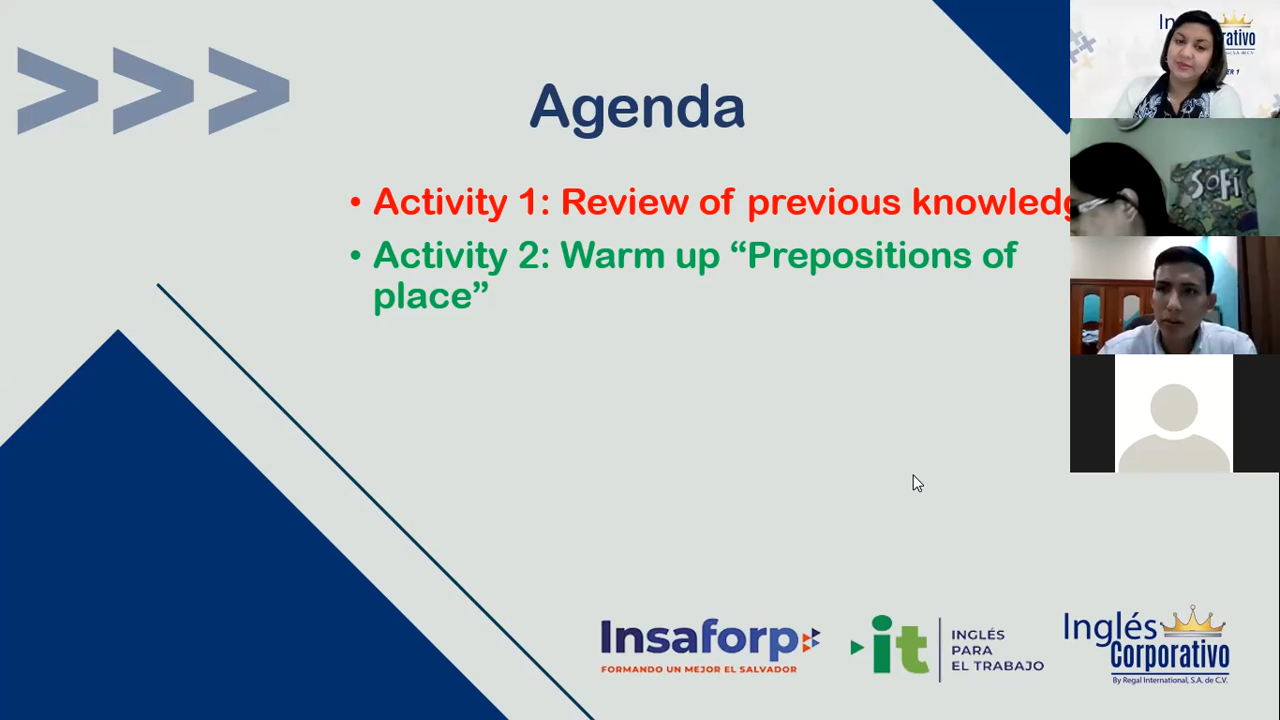 Agenda
• Activity 1: Review of previous knowledg
• Activity 2: Warm up “Prepositions of
place”
SOFi
Insaforp
FORMANDO UN MEJOR EL SALVADOR
it
INGLÉS
PARA
EL TRABAJO
Inglés
Corporativo
By Regal International, S.A. de C.V.